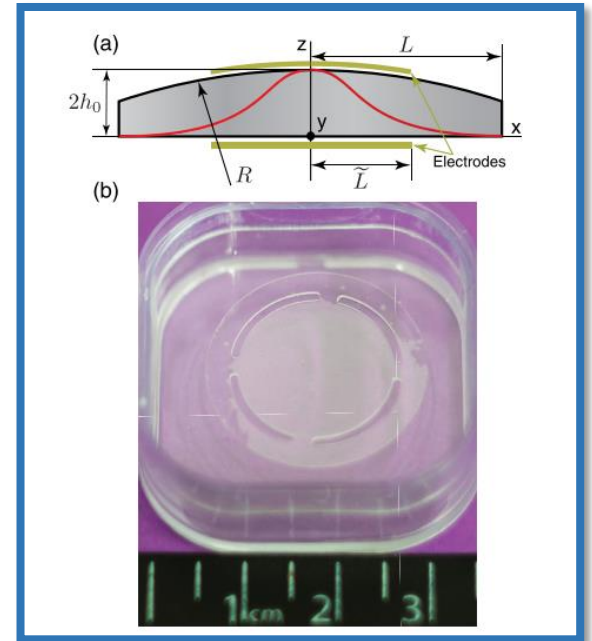 (a)
z
L
2h₀
y
x
R
L̃
Electrodes
(b)
1cm 2 3